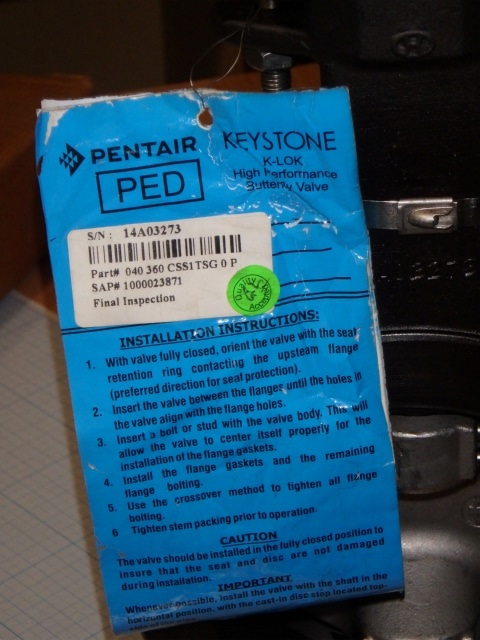 PENTAIR
KEYSTONE
K-LOK
High Performance
Butterfly Valve
PED
S/N : 14A03273
Part# 040 360 CSS1TSG 0 P
SAP# 1000023871
Final Inspection
Quality
Accepted
INSTALLATION INSTRUCTIONS:
1. With valve fully closed, orient the valve with the seat
retention ring contacting the upsteam flange
(preferred direction for seal protection).
2. Insert the valve between the flanges until the holes in
the valve align with the flange holes.
3. Insert a bolt or stud with the valve body. This will
allow the valve to center itself properly for the
installation of the flange gaskets.
4. Install the flange gaskets and the remaining
flange bolting.
5. Use the crossover method to tighten all flange
bolting.
6 Tighten stem packing prior to operation.
CAUTION
The valve should be installed in the fully closed position to
insure that the seat and disc are not damaged
during installation.
IMPORTANT
Whenever possible, install the valve with the shaft in the
horizontal position, with the cast-in disc stop located top-